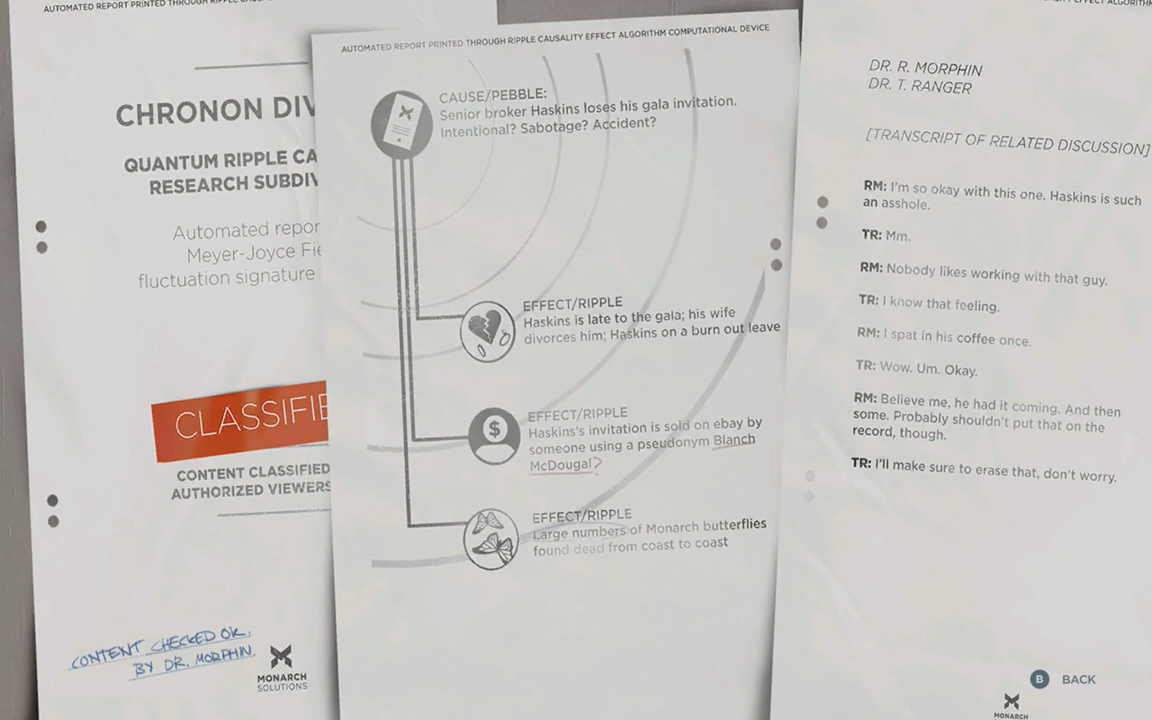 AUTOMATED REPORT PRINTED THROUGH RIPPLE
CHRONON DIV
QUANTUM RIPPLE CA
RESEARCH SUBDIV
Automated repor
Meyer-Joyce Fie
fluctuation signature
CLASSIFIE
CONTENT CLASSIFIED
AUTHORIZED VIEWERS
CONTENT CHECKED OK
BY DR. MORPHIN
MONARCH
SOLUTIONS
AUTOMATED REPORT PRINTED THROUGH RIPPLE CAUSALITY EFFECT ALGORITHM COMPUTATIONAL DEVICE
CAUSE/PEBBLE:
Senior broker Haskins loses his gala invitation.
Intentional? Sabotage? Accident?
EFFECT/RIPPLE
Haskins is late to the gala; his wife
divorces him; Haskins on a burn out leave
EFFECT/RIPPLE
Haskins's invitation is sold on ebay by
someone using a pseudonym Blanch
McDougal?
EFFECT/RIPPLE
Large numbers of Monarch butterflies
found dead from coast to coast
DR. R. MORPHIN
DR. T. RANGER
[TRANSCRIPT OF RELATED DISCUSSION]
RM: I'm so okay with this one. Haskins is such
an asshole.
TR: Mm.
RM: Nobody likes working with that guy.
TR: I know that feeling.
RM: I spat in his coffee once.
TR: Wow. Um. Okay.
RM: Believe me, he had it coming. And then
some. Probably shouldn't put that on the
record, though.
TR: I'll make sure to erase that, don't worry.
B BACK
MONARCH